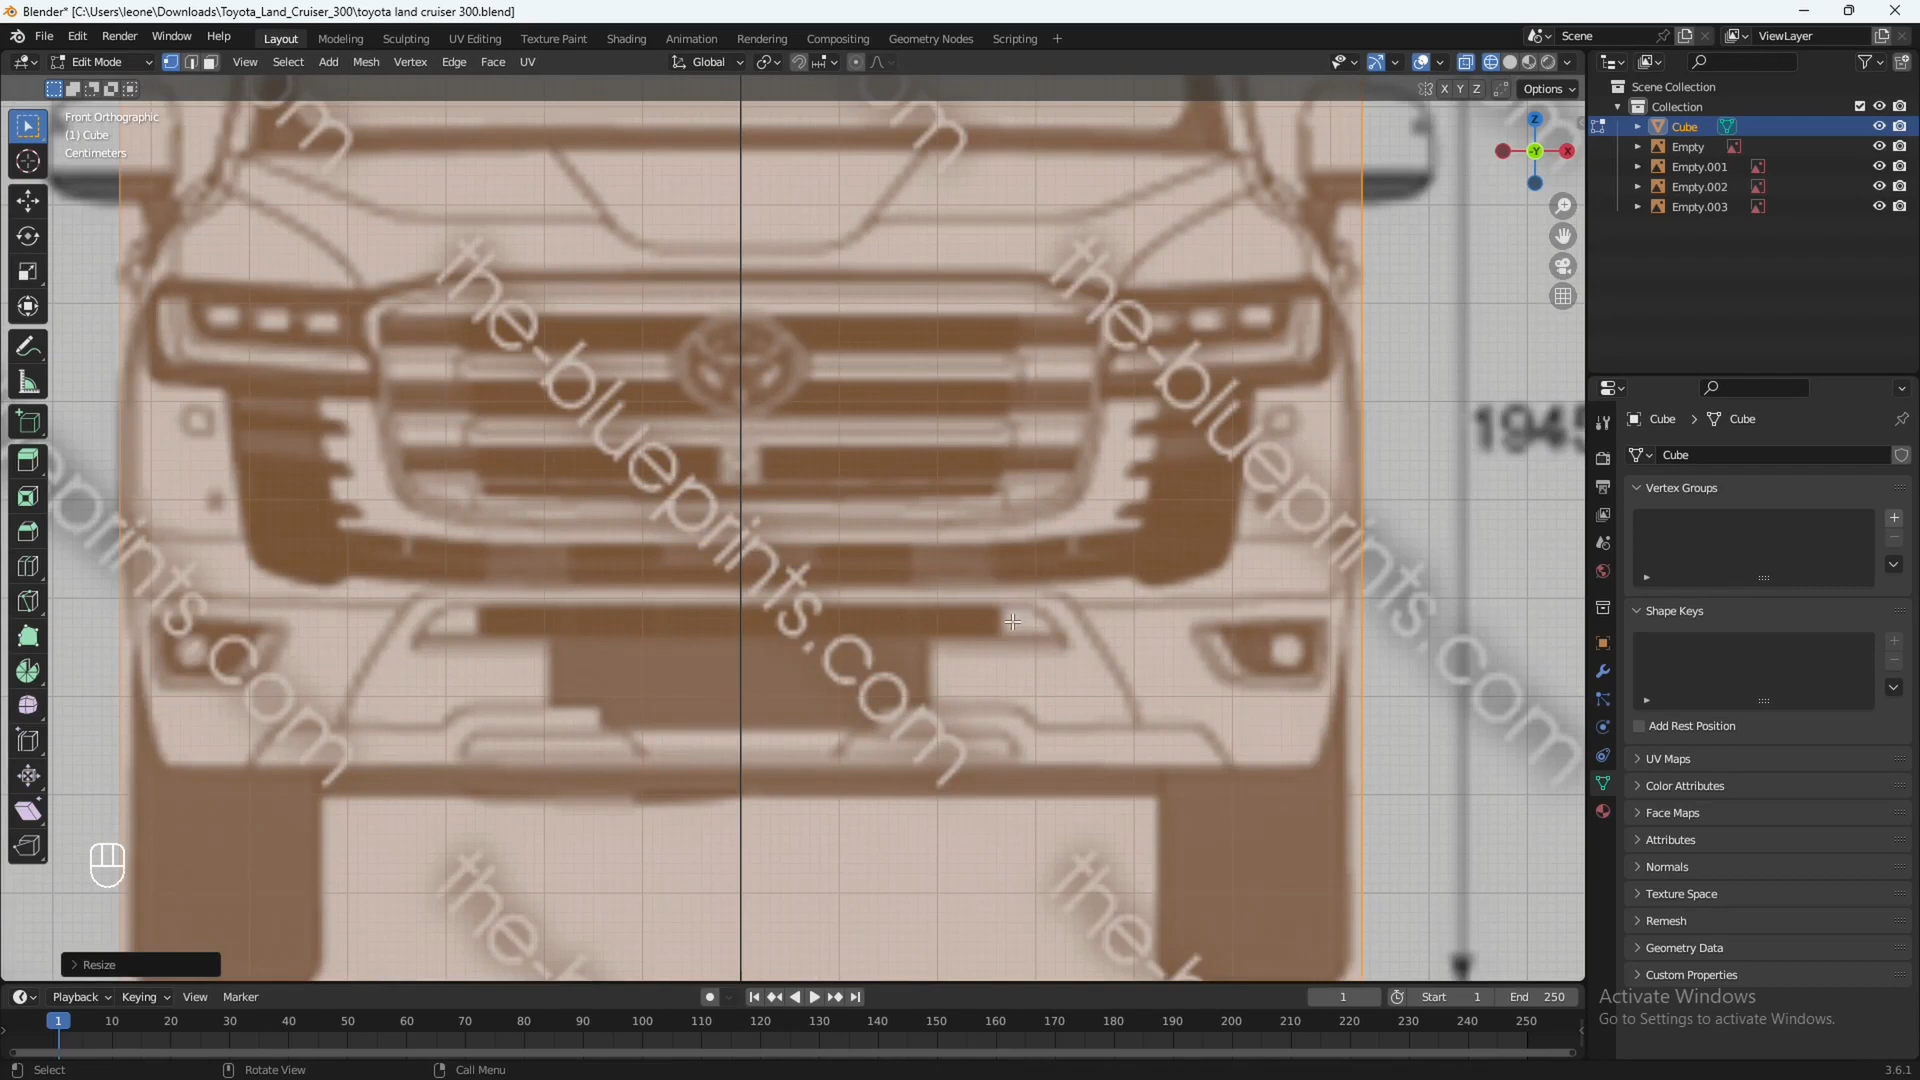 Blender* [C:\Users\leone\Downloads\Toyota_Land_Cruiser_300\toyota land cruiser 300.blend]
File Edit Render Window Help Layout Modeling Sculpting UV Editing Texture Paint Shading Animation Rendering Compositing Geometry Nodes Scripting + Scene ViewLayer
Edit Mode View Select Add Mesh Vertex Edge Face UV Global
X Y Z Options
Front Orthographic
(1) Cube
Centimeters
Z
-Y X
Scene Collection
Collection
Cube
Empty
Empty.001
Empty.002
Empty.003
the-blueprints.com
the-blueprints.com
eprints.com
com
com
the-b
the-b
1945
Cube > Cube
Cube
Vertex Groups
Shape Keys
Add Rest Position
UV Maps
Color Attributes
Face Maps
Attributes
Normals
Texture Space
Remesh
Geometry Data
Custom Properties
Resize
Playback Keying View Marker 1 Start 1 End 250
1 10 20 30 40 50 60 70 80 90 100 110 120 130 140 150 160 170 180 190 200 210 220 230 240 250
Activate Windows
Go to Settings to activate Windows.
Select Rotate View Call Menu 3.6.1